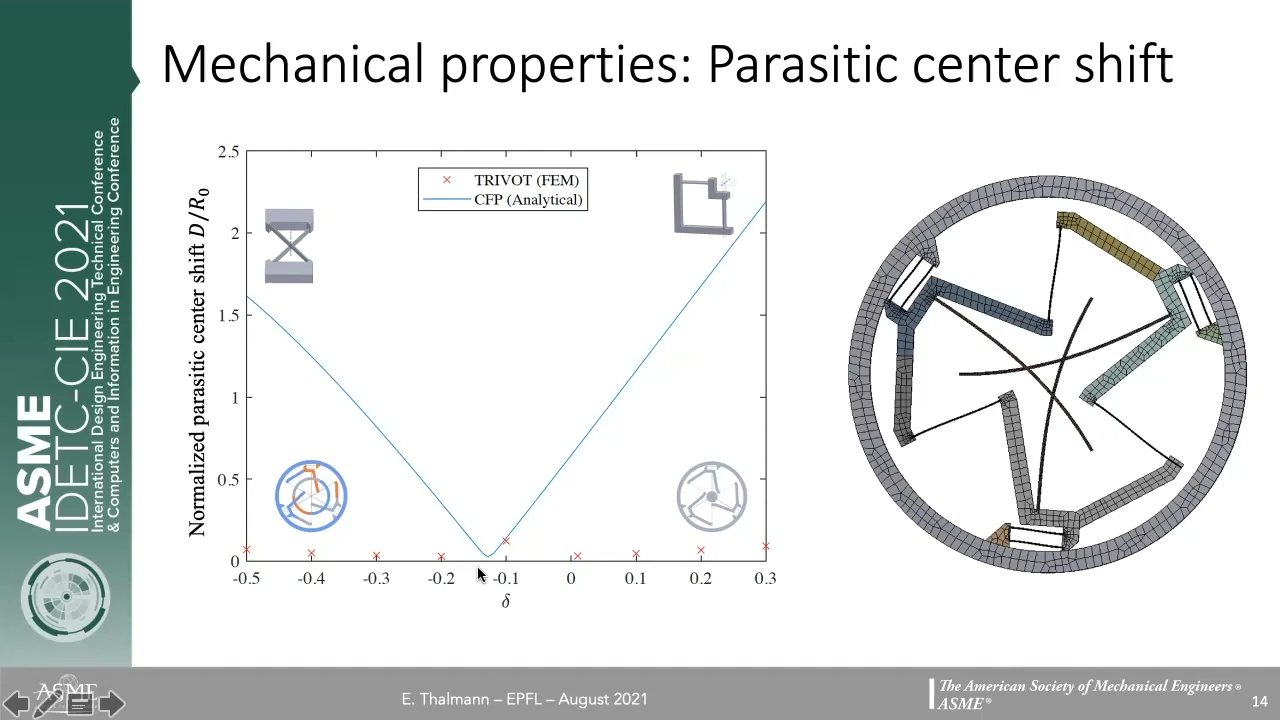 Mechanical properties: Parasitic center shift
ASME
IDETC-CIE 2021
International Design Engineering Technical Conference
& Computers and Information in Engineering Conference
Normalized parasitic center shift D/R0
2.5
2
1.5
1
0.5
0
TRIVOT (FEM)
CFP (Analytical)
-0.5
-0.4
-0.3
-0.2
-0.1
0
0.1
0.2
0.3
δ
ASME
E. Thalmann – EPFL – August 2021
The American Society of Mechanical Engineers ®
ASME ®
14